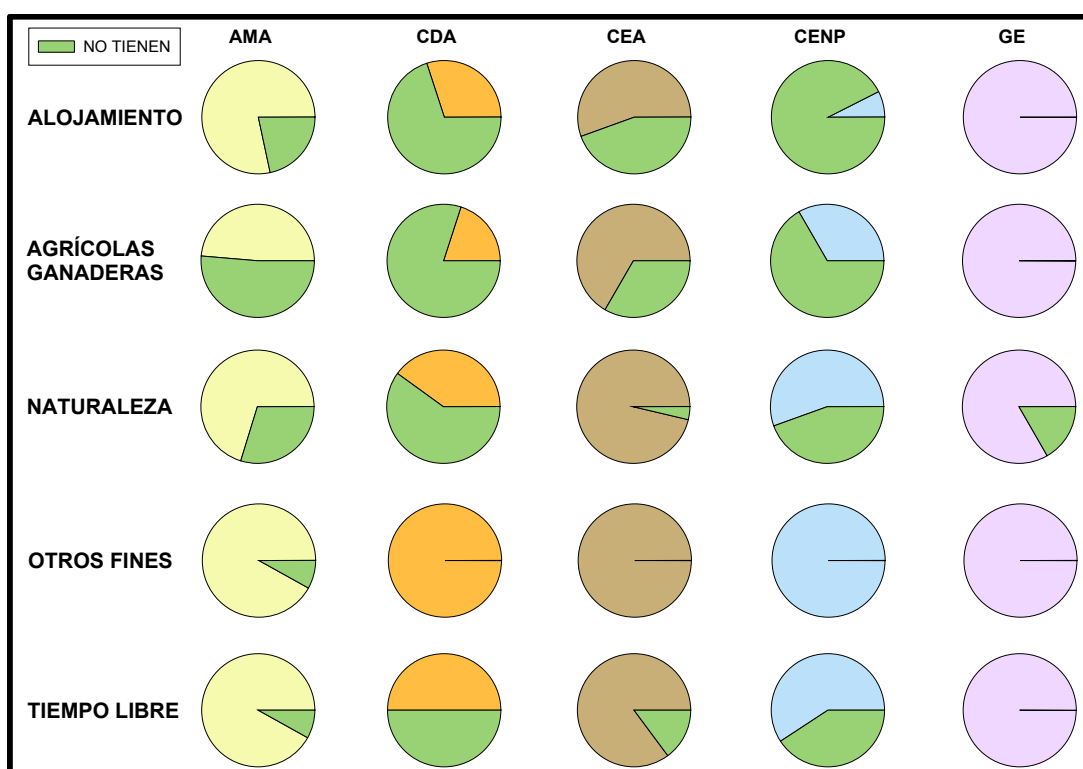 NO TIENEN
AMA CDA CEA CENP GE
ALOJAMIENTO
AGRÍCOLAS
GANADERAS
NATURALEZA
OTROS FINES
TIEMPO LIBRE